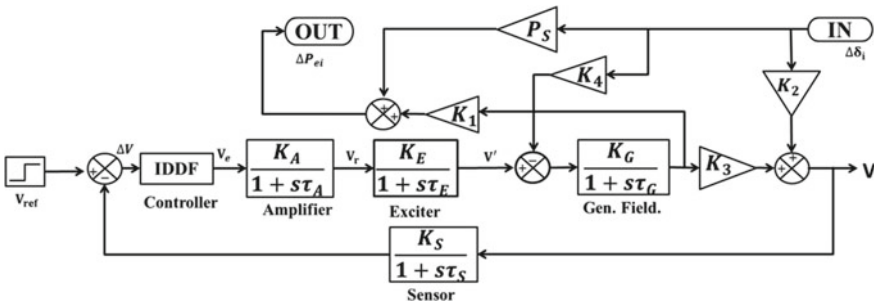 OUT
ΔP_ei
P_S
IN
Δδ_i
K_4
K_2
+
+
K_1
ΔV
V_e
V_r
V'
V_ref
+
−
IDDF
Controller
K_A
1 + sτ_A
Amplifier
K_E
1 + sτ_E
Exciter
+
−
K_G
1 + sτ_G
Gen. Field.
K_3
+
+
V
K_S
1 + sτ_S
Sensor